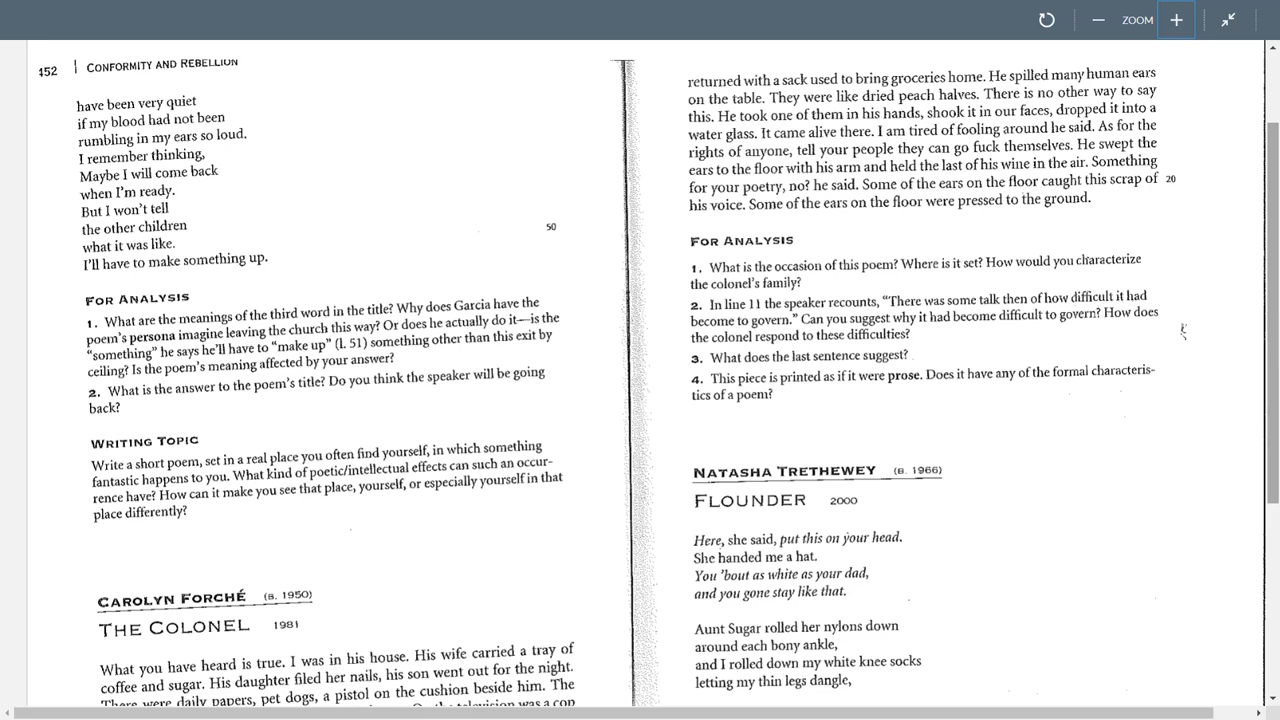 ZOOM
452 | CONFORMITY AND REBELLION
have been very quiet
if my blood had not been
rumbling in my ears so loud.
I remember thinking,
Maybe I will come back
when I'm ready.
But I won't tell
the other children
50
what it was like.
I'll have to make something up.
FOR ANALYSIS
1. What are the meanings of the third word in the title? Why does Garcia have the
poem's persona imagine leaving the church this way? Or does he actually do it—is the
"something" he says he'll have to "make up" (l. 51) something other than this exit by
ceiling? Is the poem's meaning affected by your answer?
2. What is the answer to the poem's title? Do you think the speaker will be going
back?
WRITING TOPIC
Write a short poem, set in a real place you often find yourself, in which something
fantastic happens to you. What kind of poetic/intellectual effects can such an occur-
rence have? How can it make you see that place, yourself, or especially yourself in that
place differently?
CAROLYN FORCHÉ (B. 1950)
THE COLONEL 1981
What you have heard is true. I was in his house. His wife carried a tray of
coffee and sugar. His daughter filed her nails, his son went out for the night.
There were daily papers, pet dogs, a pistol on the cushion beside him. The
television was a cop
returned with a sack used to bring groceries home. He spilled many human ears
on the table. They were like dried peach halves. There is no other way to say
this. He took one of them in his hands, shook it in our faces, dropped it into a
water glass. It came alive there. I am tired of fooling around he said. As for the
rights of anyone, tell your people they can go fuck themselves. He swept the
ears to the floor with his arm and held the last of his wine in the air. Something
for your poetry, no? he said. Some of the ears on the floor caught this scrap of 20
his voice. Some of the ears on the floor were pressed to the ground.
FOR ANALYSIS
1. What is the occasion of this poem? Where is it set? How would you characterize
the colonel's family?
2. In line 11 the speaker recounts, "There was some talk then of how difficult it had
become to govern." Can you suggest why it had become difficult to govern? How does
the colonel respond to these difficulties?
3. What does the last sentence suggest?
4. This piece is printed as if it were prose. Does it have any of the formal characteris-
tics of a poem?
NATASHA TRETHEWEY (B. 1966)
FLOUNDER 2000
Here, she said, put this on your head.
She handed me a hat.
You 'bout as white as your dad,
and you gone stay like that.
Aunt Sugar rolled her nylons down
around each bony ankle,
and I rolled down my white knee socks
letting my thin legs dangle,